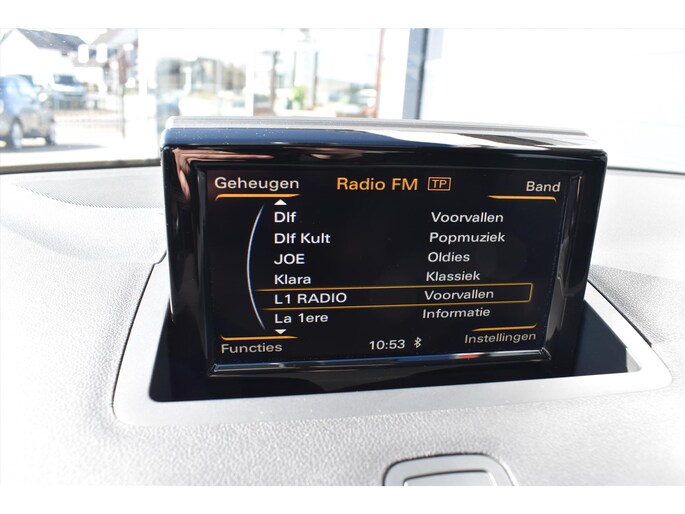 Geheugen Radio FM TP Band
Dlf Voorvallen
Dlf Kult Popmuziek
JOE Oldies
Klara Klassiek
L1 RADIO Voorvallen
La 1ere Informatie
Functies 10:53 Instellingen